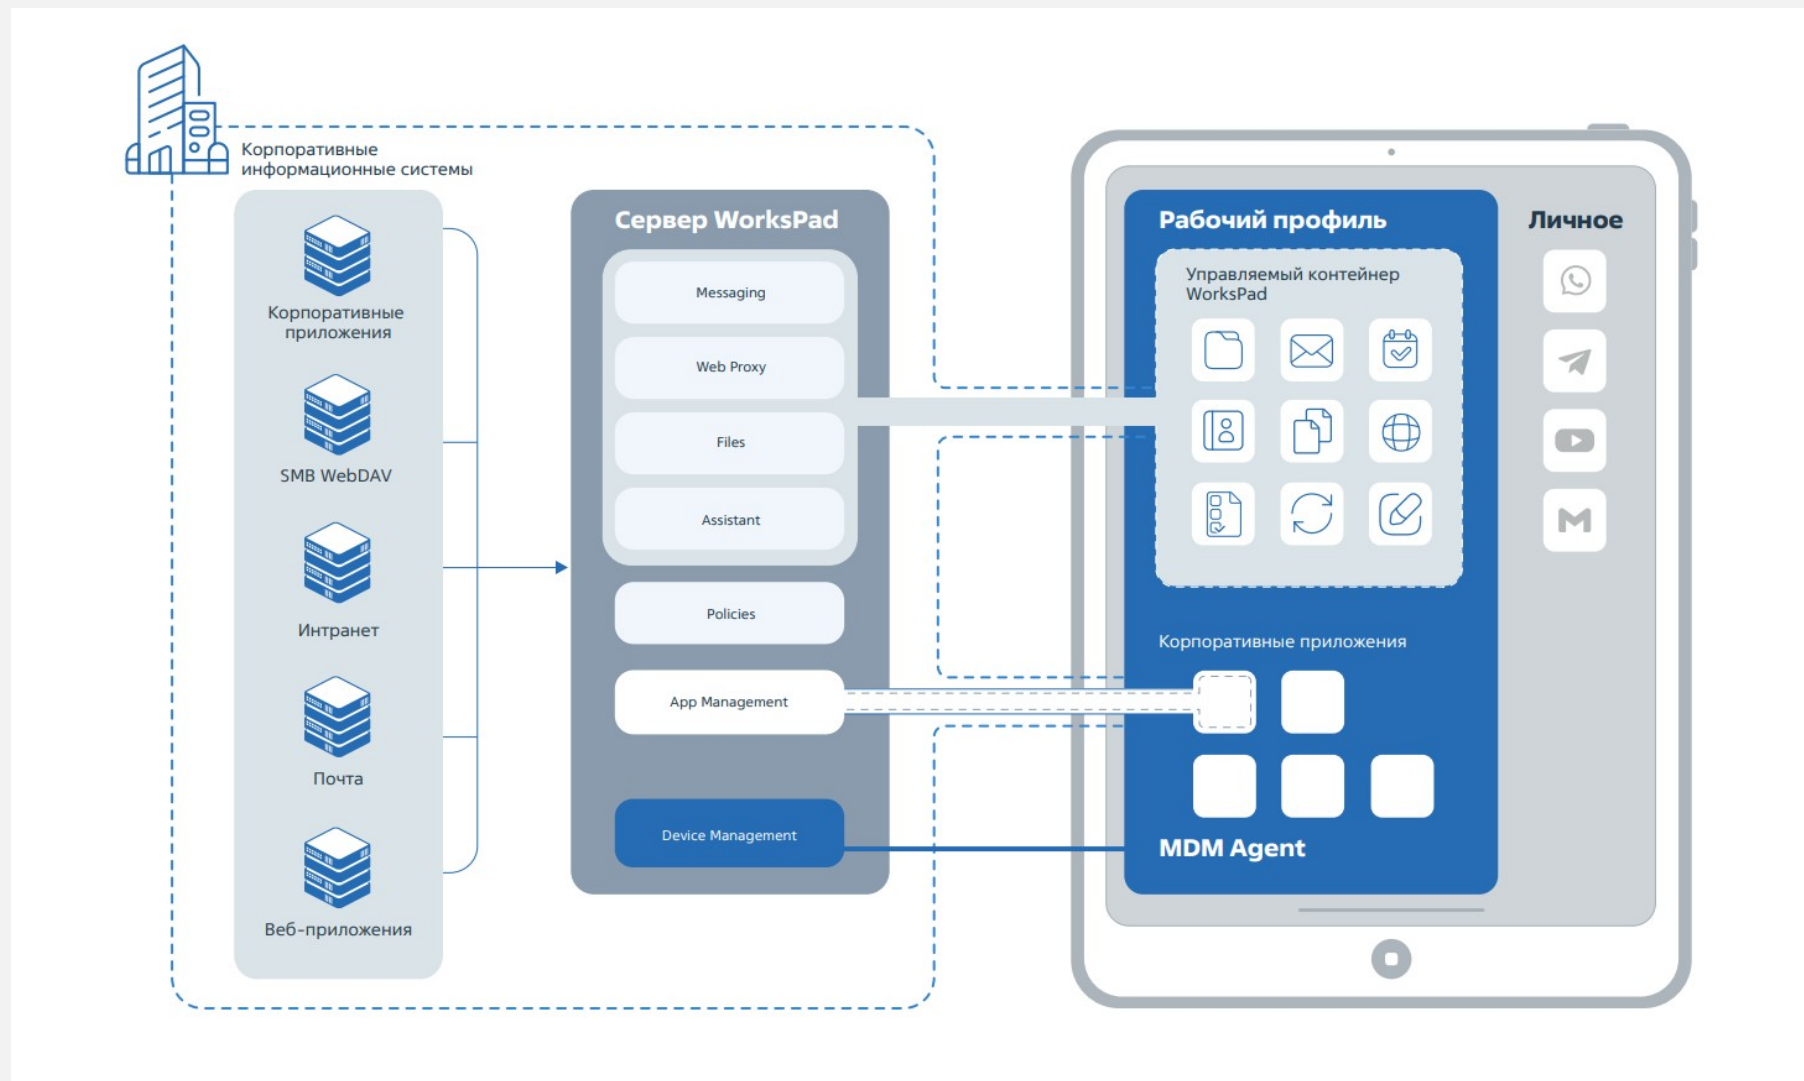 Корпоративные
информационные системы
Корпоративные
приложения
SMB WebDAV
Интранет
Почта
Веб-приложения
Сервер WorksPad
Messaging
Web Proxy
Files
Assistant
Policies
App Management
Device Management
Рабочий профиль
Управляемый контейнер
WorksPad
Корпоративные приложения
MDM Agent
Личное